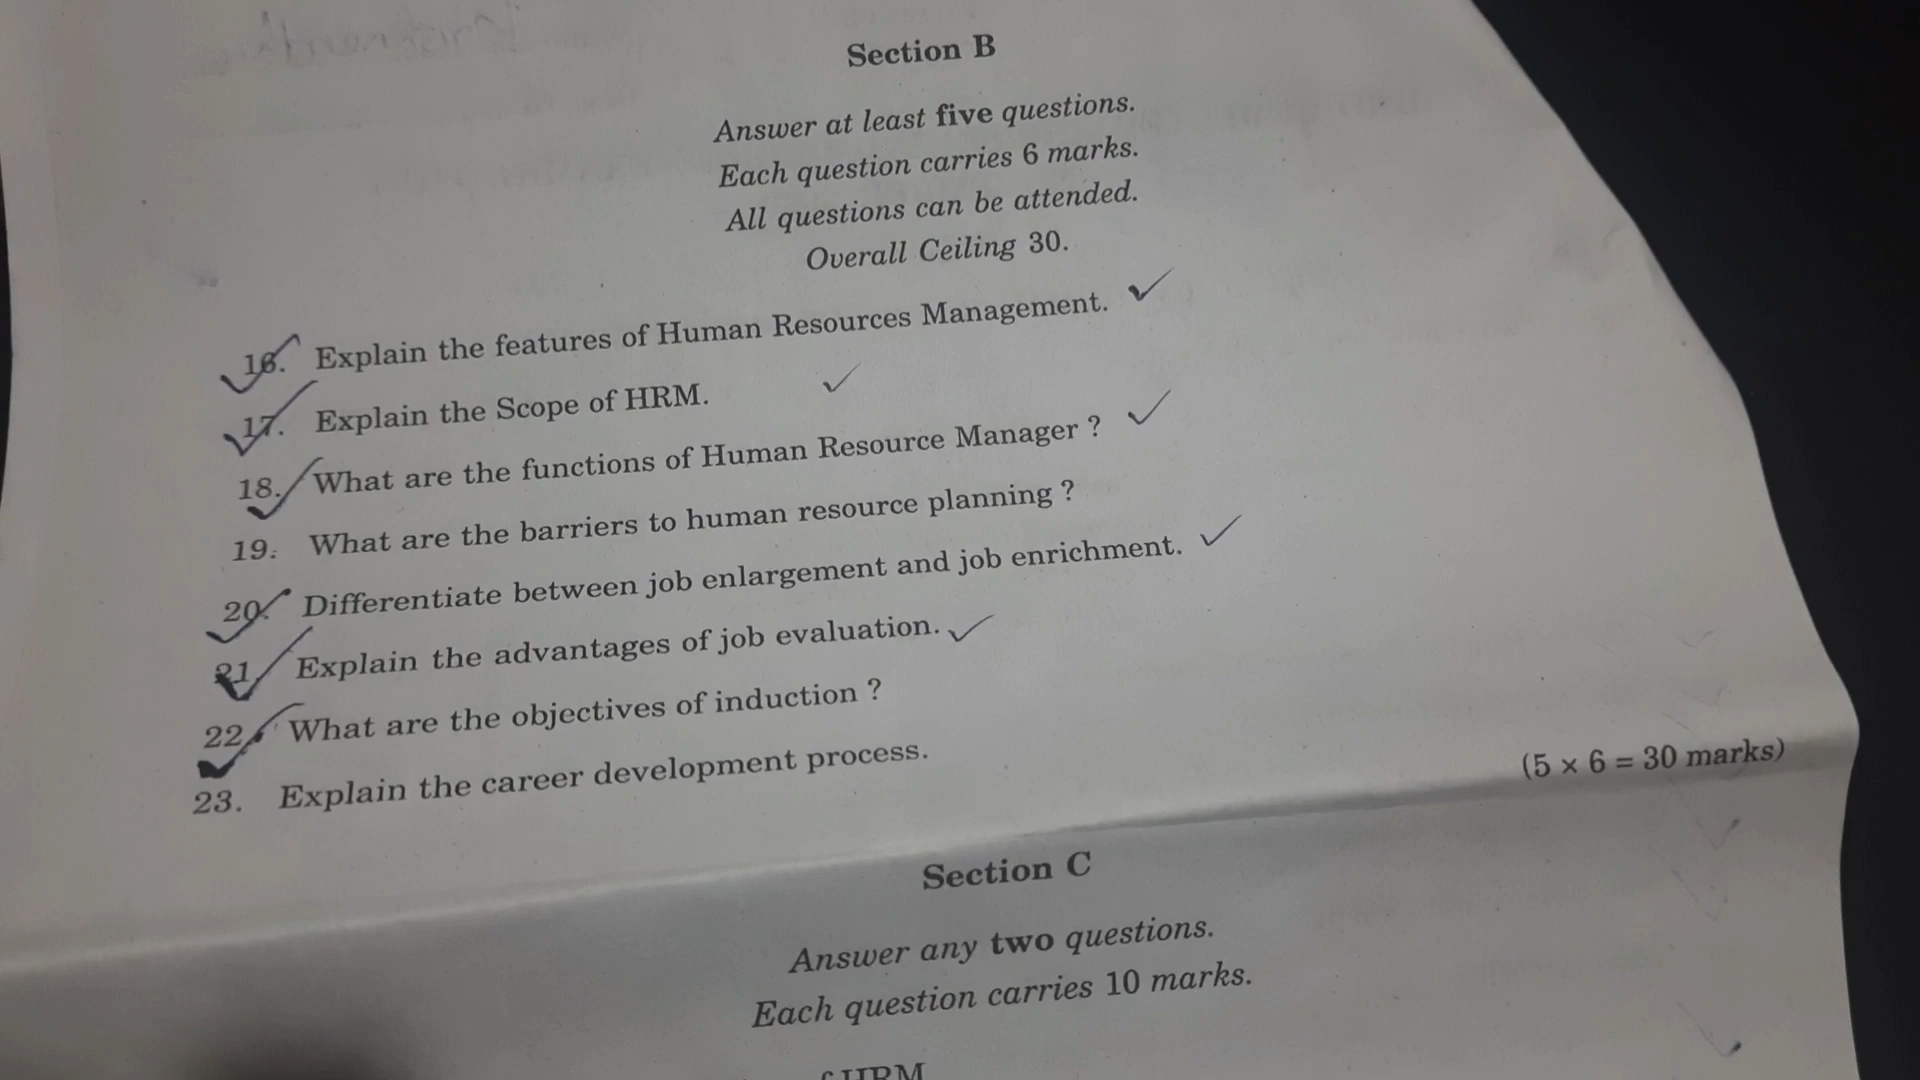 Section B
Answer at least five questions.
Each question carries 6 marks.
All questions can be attended.
Overall Ceiling 30.
16. Explain the features of Human Resources Management.
17. Explain the Scope of HRM.
18. What are the functions of Human Resource Manager ?
19. What are the barriers to human resource planning ?
20. Differentiate between job enlargement and job enrichment.
21. Explain the advantages of job evaluation.
22. What are the objectives of induction ?
23. Explain the career development process.
(5 × 6 = 30 marks)
Section C
Answer any two questions.
Each question carries 10 marks.
HRM